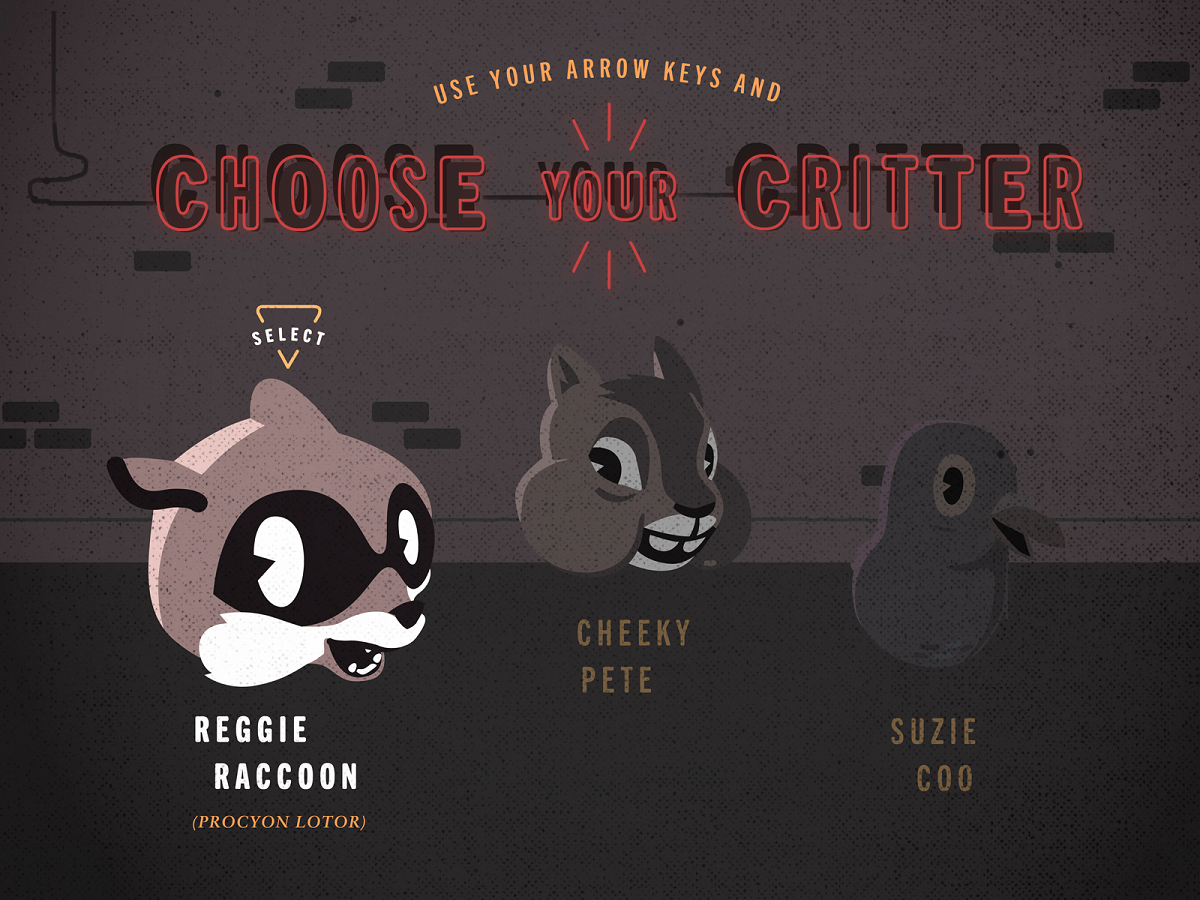 USE YOUR ARROW KEYS AND
CHOOSE YOUR CRITTER
SELECT
REGGIE
RACCOON
(PROCYON LOTOR)
CHEEKY
PETE
SUZIE
COO